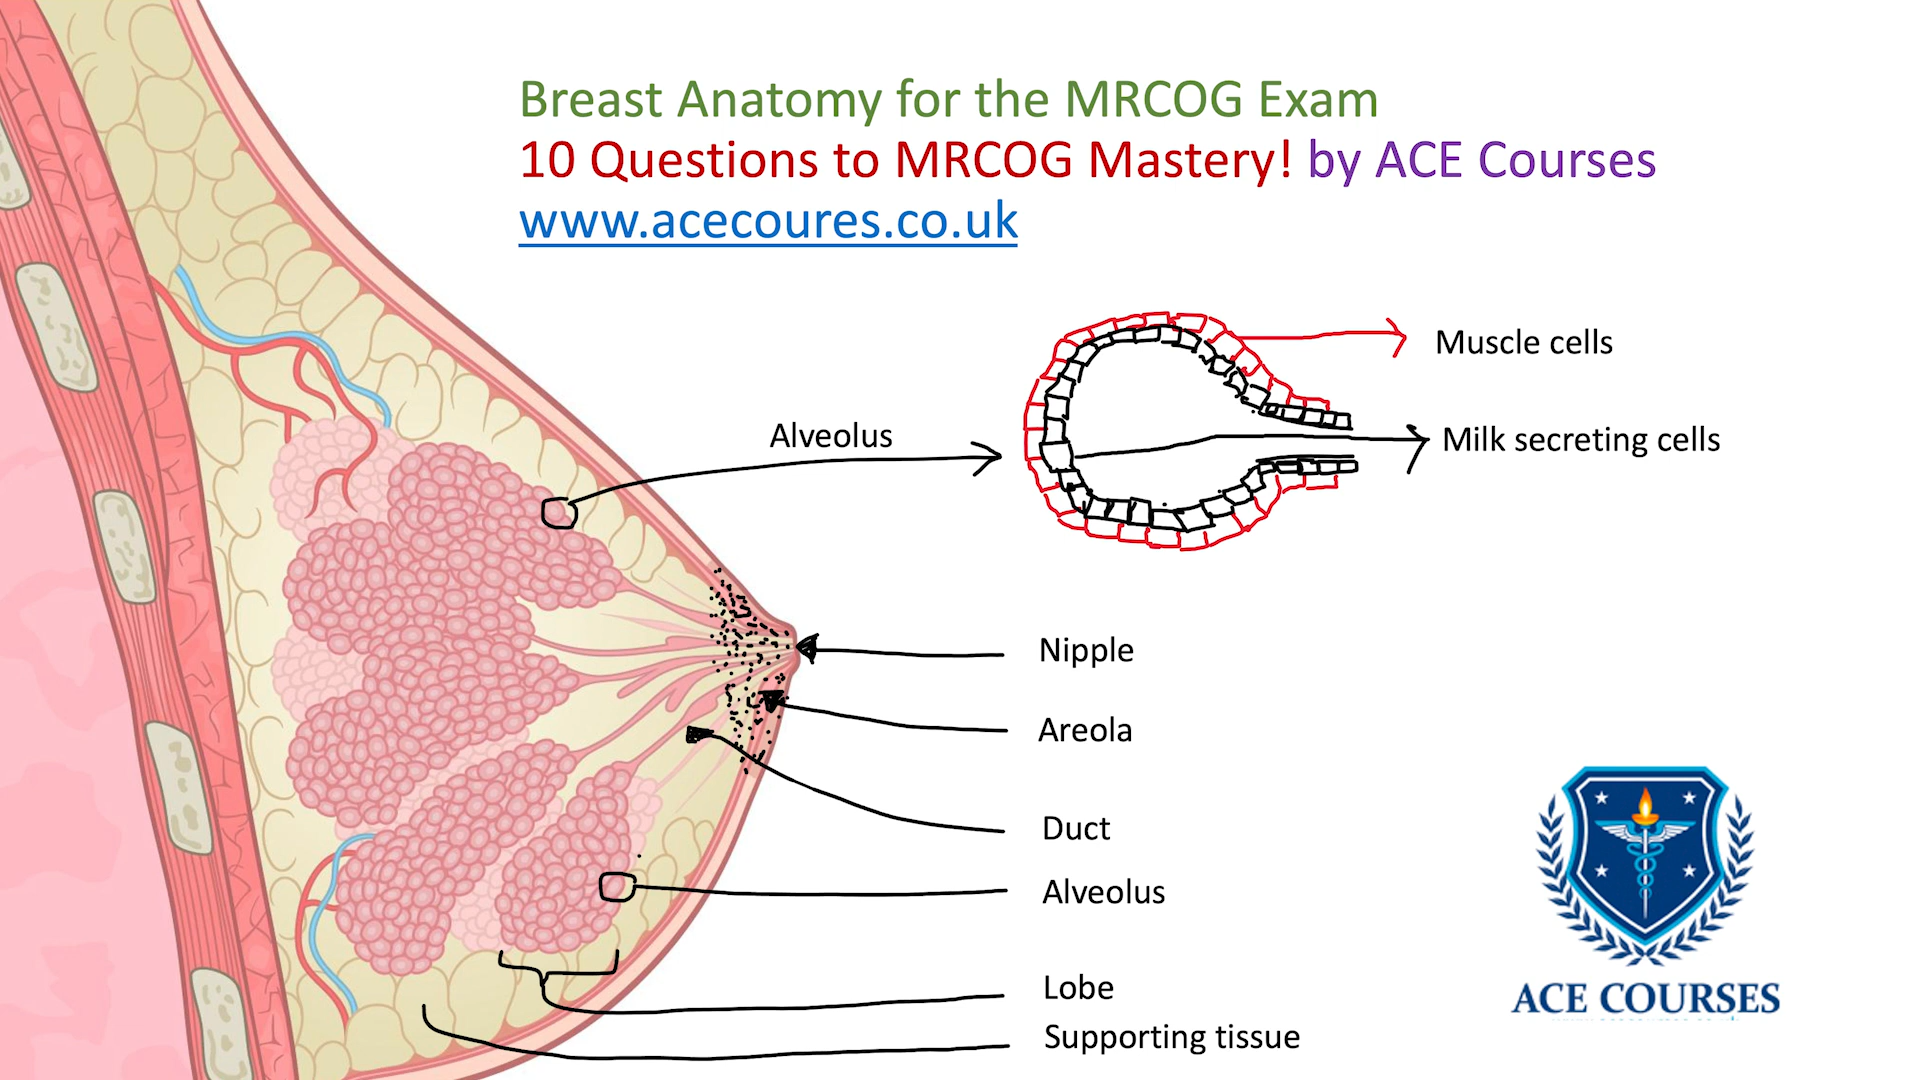 Breast Anatomy for the MRCOG Exam
10 Questions to MRCOG Mastery! by ACE Courses
www.acecoures.co.uk
Muscle cells
Alveolus
Milk secreting cells
Nipple
Areola
Duct
Alveolus
Lobe
Supporting tissue
ACE COURSES